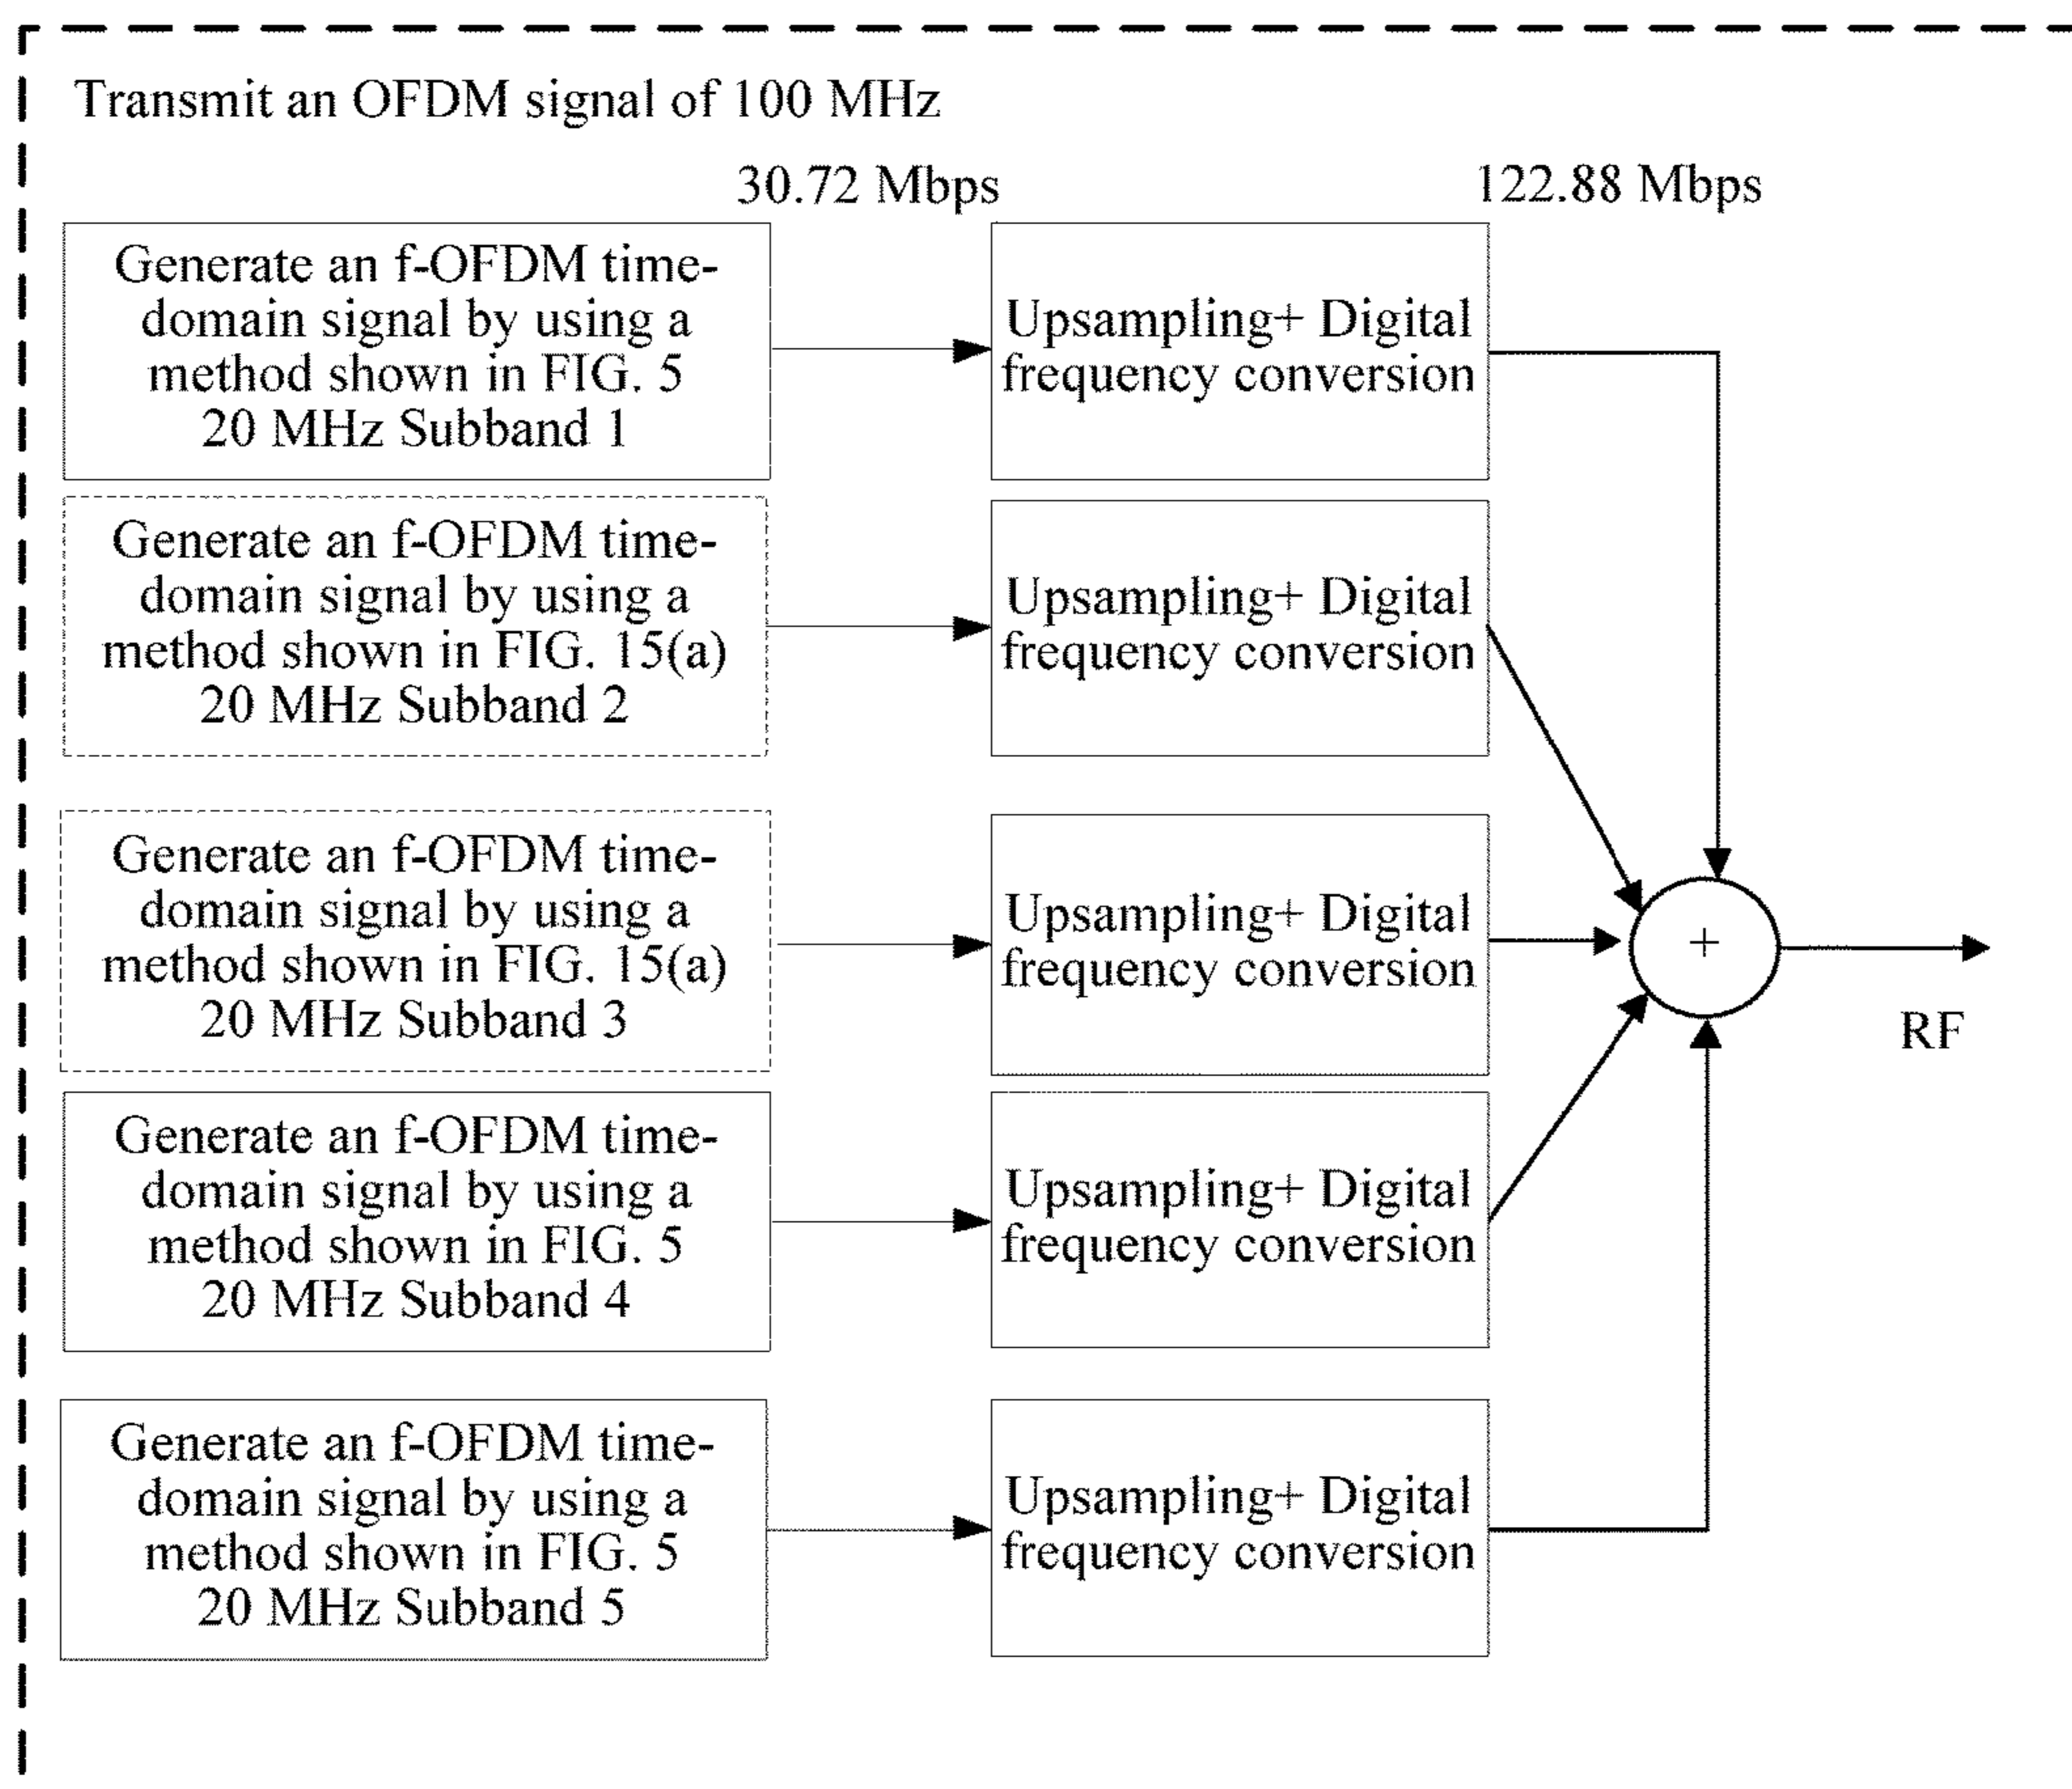 Transmit an OFDM signal of 100 MHz
30.72 Mbps
122.88 Mbps
Generate an f-OFDM time-
domain signal by using a
method shown in FIG. 5
20 MHz Subband 1
Upsampling+ Digital
frequency conversion
Generate an f-OFDM time-
domain signal by using a
method shown in FIG. 15(a)
20 MHz Subband 2
Upsampling+ Digital
frequency conversion
Generate an f-OFDM time-
domain signal by using a
method shown in FIG. 15(a)
20 MHz Subband 3
Upsampling+ Digital
frequency conversion
+
RF
Generate an f-OFDM time-
domain signal by using a
method shown in FIG. 5
20 MHz Subband 4
Upsampling+ Digital
frequency conversion
Generate an f-OFDM time-
domain signal by using a
method shown in FIG. 5
20 MHz Subband 5
Upsampling+ Digital
frequency conversion